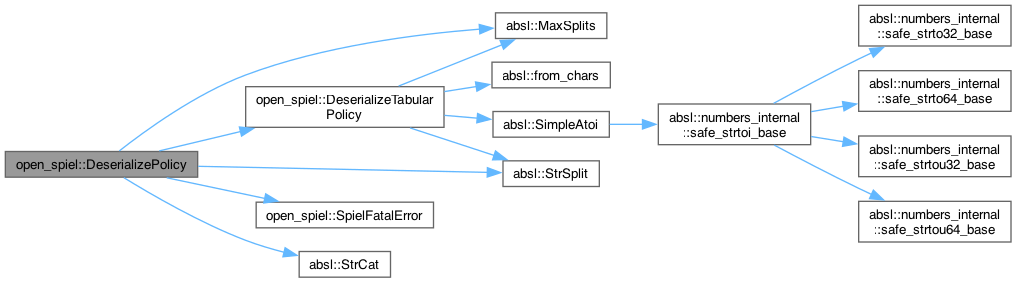 open_spiel::DeserializePolicy
open_spiel::DeserializeTabular
Policy
absl::MaxSplits
absl::from_chars
absl::SimpleAtoi
absl::StrSplit
open_spiel::SpielFatalError
absl::StrCat
absl::numbers_internal
::safe_strtoi_base
absl::numbers_internal
::safe_strto32_base
absl::numbers_internal
::safe_strto64_base
absl::numbers_internal
::safe_strtou32_base
absl::numbers_internal
::safe_strtou64_base